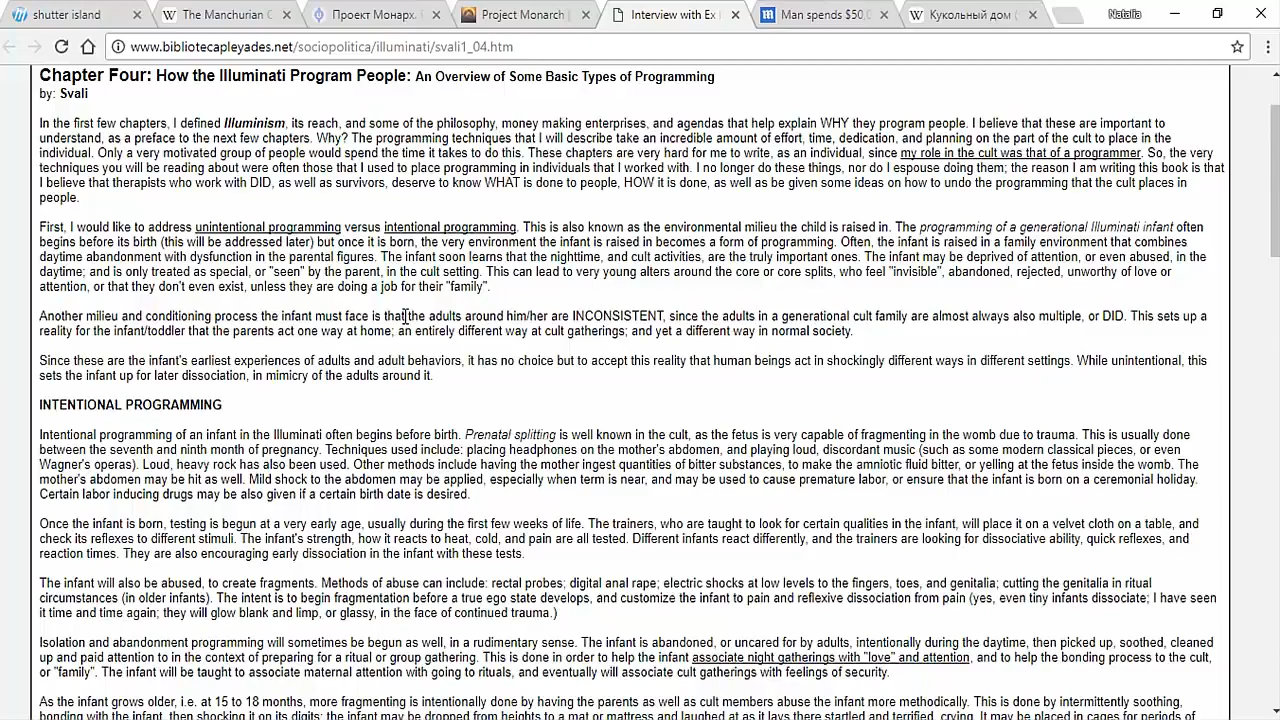 shutter island
The Manchurian C
Проект Монарх.
Project Monarch
Interview with Ex
Man spends $50,0
Кукольный дом (
Natalia
www.bibliotecapleyades.net/sociopolitica/illuminati/svali1_04.htm
Chapter Four: How the Illuminati Program People: An Overview of Some Basic Types of Programming
by: Svali
In the first few chapters, I defined Illuminism, its reach, and some of the philosophy, money making enterprises, and agendas that help explain WHY they program people. I believe that these are important to
understand, as a preface to the next few chapters. Why? The programming techniques that I will describe take an incredible amount of effort, time, dedication, and planning on the part of the cult to place in the
individual. Only a very motivated group of people would spend the time it takes to do this. These chapters are very hard for me to write, as an individual, since my role in the cult was that of a programmer. So, the very
techniques you will be reading about were often those that I used to place programming in individuals that I worked with. I no longer do these things, nor do I espouse doing them; the reason I am writing this book is that
I believe that therapists who work with DID, as well as survivors, deserve to know WHAT is done to people, HOW it is done, as well as be given some ideas on how to undo the programming that the cult places in
people.
First, I would like to address unintentional programming versus intentional programming. This is also known as the environmental milieu the child is raised in. The programming of a generational Illuminati infant often
begins before its birth (this will be addressed later) but once it is born, the very environment the infant is raised in becomes a form of programming. Often, the infant is raised in a family environment that combines
daytime abandonment with dysfunction in the parental figures. The infant soon learns that the nighttime, and cult activities, are the truly important ones. The infant may be deprived of attention, or even abused, in the
daytime; and is only treated as special, or "seen" by the parent, in the cult setting. This can lead to very young alters around the core or core splits, who feel "invisible", abandoned, rejected, unworthy of love or
attention, or that they don't even exist, unless they are doing a job for their "family".
Another milieu and conditioning process the infant must face is that the adults around him/her are INCONSISTENT, since the adults in a generational cult family are almost always also multiple, or DID. This sets up a
reality for the infant/toddler that the parents act one way at home; an entirely different way at cult gatherings; and yet a different way in normal society.
Since these are the infant's earliest experiences of adults and adult behaviors, it has no choice but to accept this reality that human beings act in shockingly different ways in different settings. While unintentional, this
sets the infant up for later dissociation, in mimicry of the adults around it.
INTENTIONAL PROGRAMMING
Intentional programming of an infant in the Illuminati often begins before birth. Prenatal splitting is well known in the cult, as the fetus is very capable of fragmenting in the womb due to trauma. This is usually done
between the seventh and ninth month of pregnancy. Techniques used include: placing headphones on the mother's abdomen, and playing loud, discordant music (such as some modern classical pieces, or even
Wagner's operas). Loud, heavy rock has also been used. Other methods include having the mother ingest quantities of bitter substances, to make the amniotic fluid bitter, or yelling at the fetus inside the womb. The
mother's abdomen may be hit as well. Mild shock to the abdomen may be applied, especially when term is near, and may be used to cause premature labor, or ensure that the infant is born on a ceremonial holiday.
Certain labor inducing drugs may be also given if a certain birth date is desired.
Once the infant is born, testing is begun at a very early age, usually during the first few weeks of life. The trainers, who are taught to look for certain qualities in the infant, will place it on a velvet cloth on a table, and
check its reflexes to different stimuli. The infant's strength, how it reacts to heat, cold, and pain are all tested. Different infants react differently, and the trainers are looking for dissociative ability, quick reflexes, and
reaction times. They are also encouraging early dissociation in the infant with these tests.
The infant will also be abused, to create fragments. Methods of abuse can include: rectal probes; digital anal rape; electric shocks at low levels to the fingers, toes, and genitalia; cutting the genitalia in ritual
circumstances (in older infants). The intent is to begin fragmentation before a true ego state develops, and customize the infant to pain and reflexive dissociation from pain (yes, even tiny infants dissociate; I have seen
it time and time again; they will glow blank and limp, or glassy, in the face of continued trauma.)
Isolation and abandonment programming will sometimes be begun as well, in a rudimentary sense. The infant is abandoned, or uncared for by adults, intentionally during the daytime, then picked up, soothed, cleaned
up and paid attention to in the context of preparing for a ritual or group gathering. This is done in order to help the infant associate night gatherings with "love" and attention, and to help the bonding process to the cult,
or "family". The infant will be taught to associate maternal attention with going to rituals, and eventually will associate cult gatherings with feelings of security.
As the infant grows older, i.e. at 15 to 18 months, more fragmenting is intentionally done by having the parents as well as cult members abuse the infant more methodically. This is done by intermittently soothing,
bonding with the infant, then shocking it on its digits; the infant may be dropped from heights to a mat or mattress and laughed at as it lays there startled and terrified, crying. It may be placed in cages for periods of